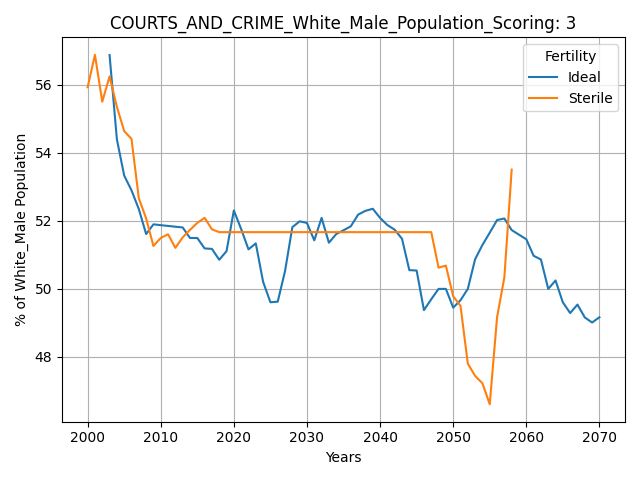 COURTS_AND_CRIME_White_Male_Population_Scoring: 3
Fertility
Ideal
Sterile
% of White_Male Population
56
54
52
50
48
2000 2010 2020 2030 2040 2050 2060 2070
Years